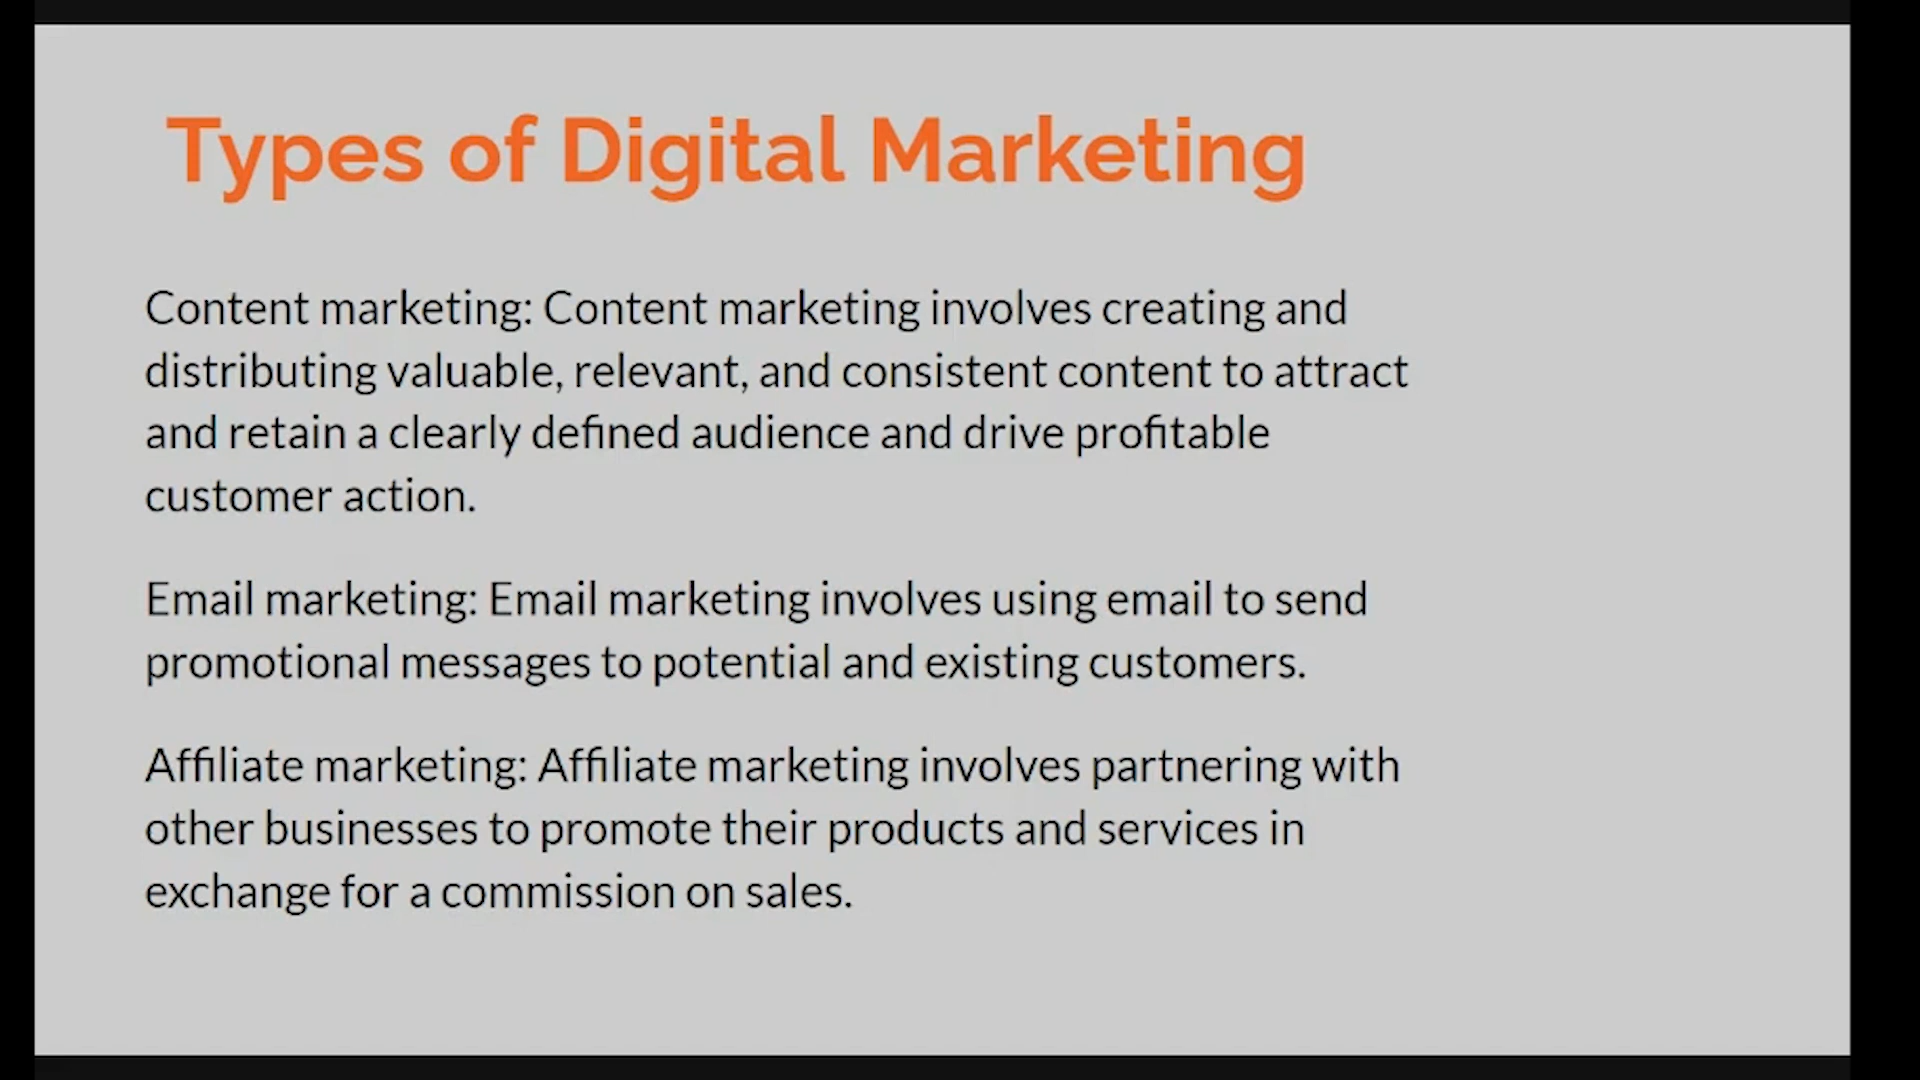 Types of Digital Marketing
Content marketing: Content marketing involves creating and
distributing valuable, relevant, and consistent content to attract
and retain a clearly defined audience and drive profitable
customer action.
Email marketing: Email marketing involves using email to send
promotional messages to potential and existing customers.
Affiliate marketing: Affiliate marketing involves partnering with
other businesses to promote their products and services in
exchange for a commission on sales.